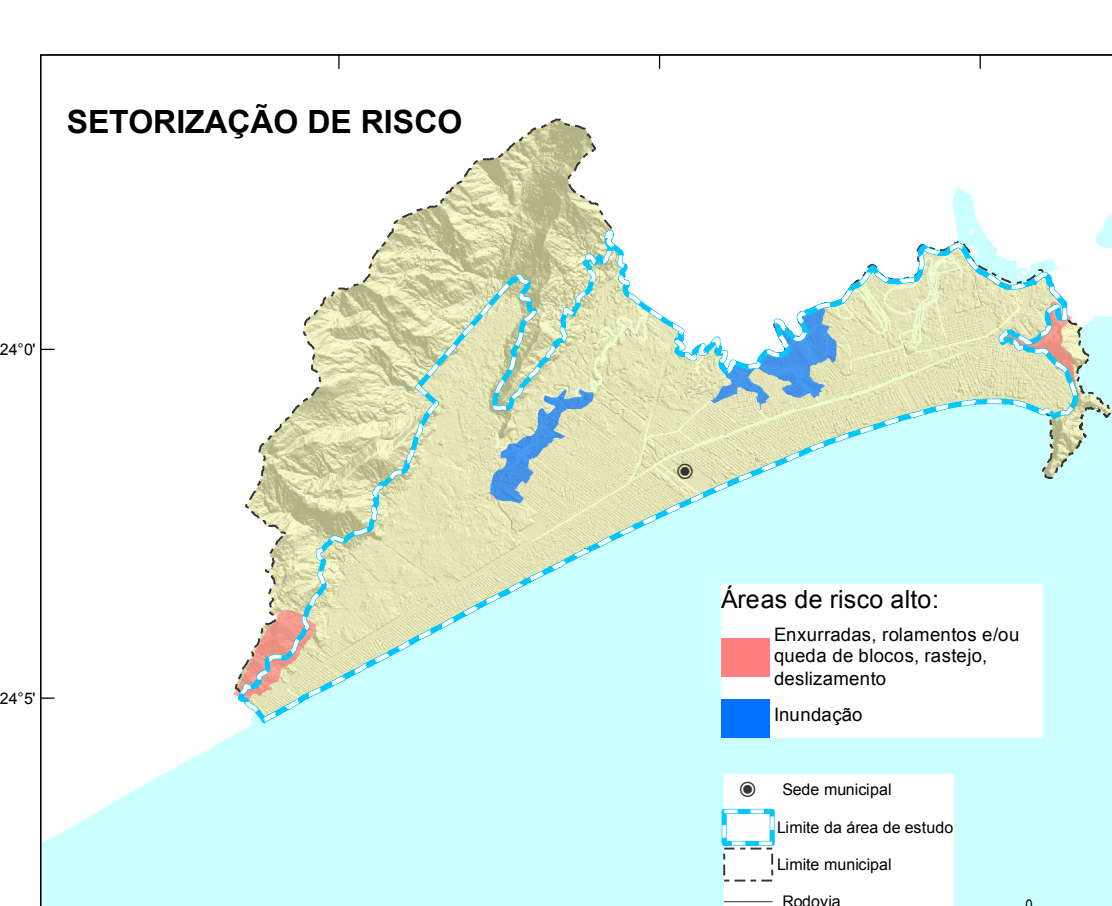 SETORIZAÇÃO DE RISCO
24°0'
24°5'
Áreas de risco alto:
Enxurradas, rolamentos e/ou
queda de blocos, rastejo,
deslizamento
Inundação
Sede municipal
Limite da área de estudo
Limite municipal
Rodovia
0